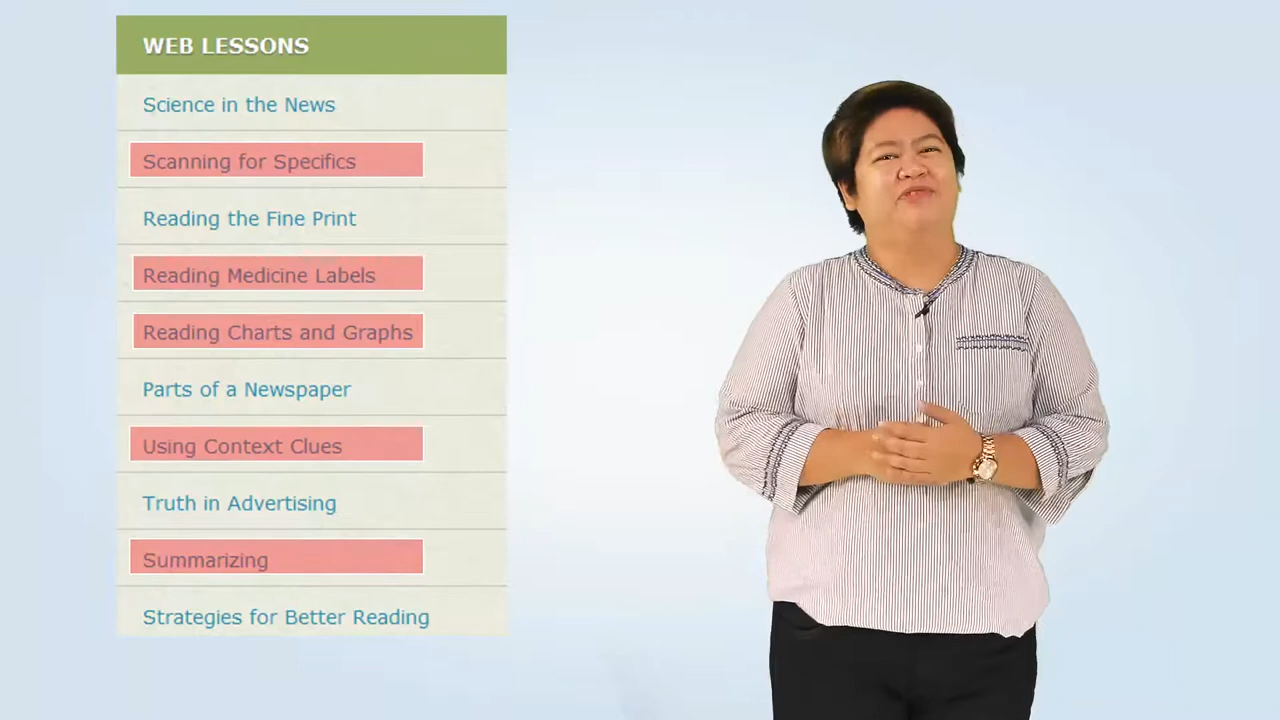 WEB LESSONS
Science in the News
Scanning for Specifics
Reading the Fine Print
Reading Medicine Labels
Reading Charts and Graphs
Parts of a Newspaper
Using Context Clues
Truth in Advertising
Summarizing
Strategies for Better Reading